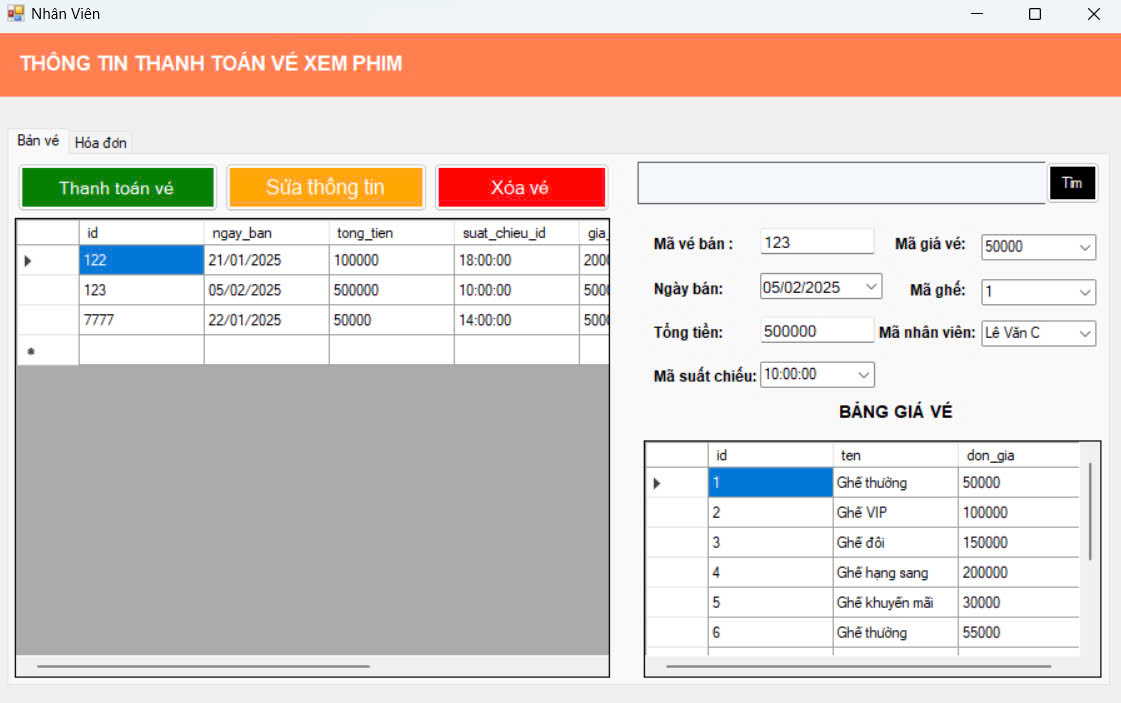 Nhân Viên
THÔNG TIN THANH TOÁN VÉ XEM PHIM
Bán vé Hóa đơn
Thanh toán vé Sửa thông tin Xóa vé
id ngay_ban tong_tien suat_chieu_id gia_
122 21/01/2025 100000 18:00:00 2000
123 05/02/2025 500000 10:00:00 5000
7777 22/01/2025 50000 14:00:00 5000
Tìm
Mã vé bán : 123 Mã giá vé: 50000
Ngày bán: 05/02/2025 Mã ghế: 1
Tổng tiền: 500000 Mã nhân viên: Lê Văn C
Mã suất chiếu: 10:00:00
BẢNG GIÁ VÉ
id ten don_gia
1 Ghế thường 50000
2 Ghế VIP 100000
3 Ghế đôi 150000
4 Ghế hạng sang 200000
5 Ghế khuyến mãi 30000
6 Ghế thường 55000